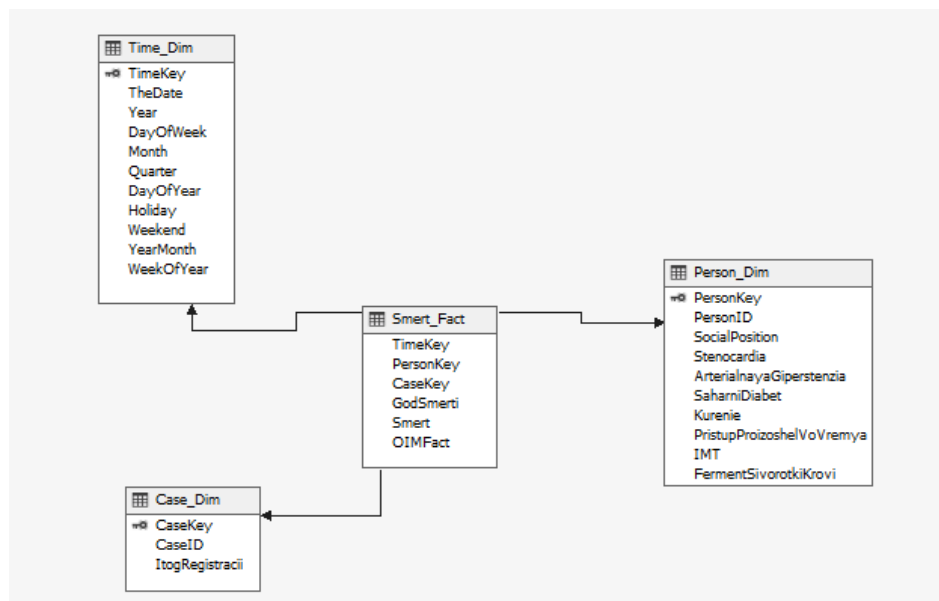 Time_Dim
TimeKey
TheDate
Year
DayOfWeek
Month
Quarter
DayOfYear
Holiday
Weekend
YearMonth
WeekOfYear
Person_Dim
PersonKey
PersonID
SocialPosition
Stenocardia
ArterialnayaGiperstenzia
SaharniDiabet
Kurenie
PristupProizoshelVoVremya
IMT
FermentSivorotkiKrovi
Smert_Fact
TimeKey
PersonKey
CaseKey
GodSmerti
Smert
OIMFact
Case_Dim
CaseKey
CaseID
ItogRegistracii